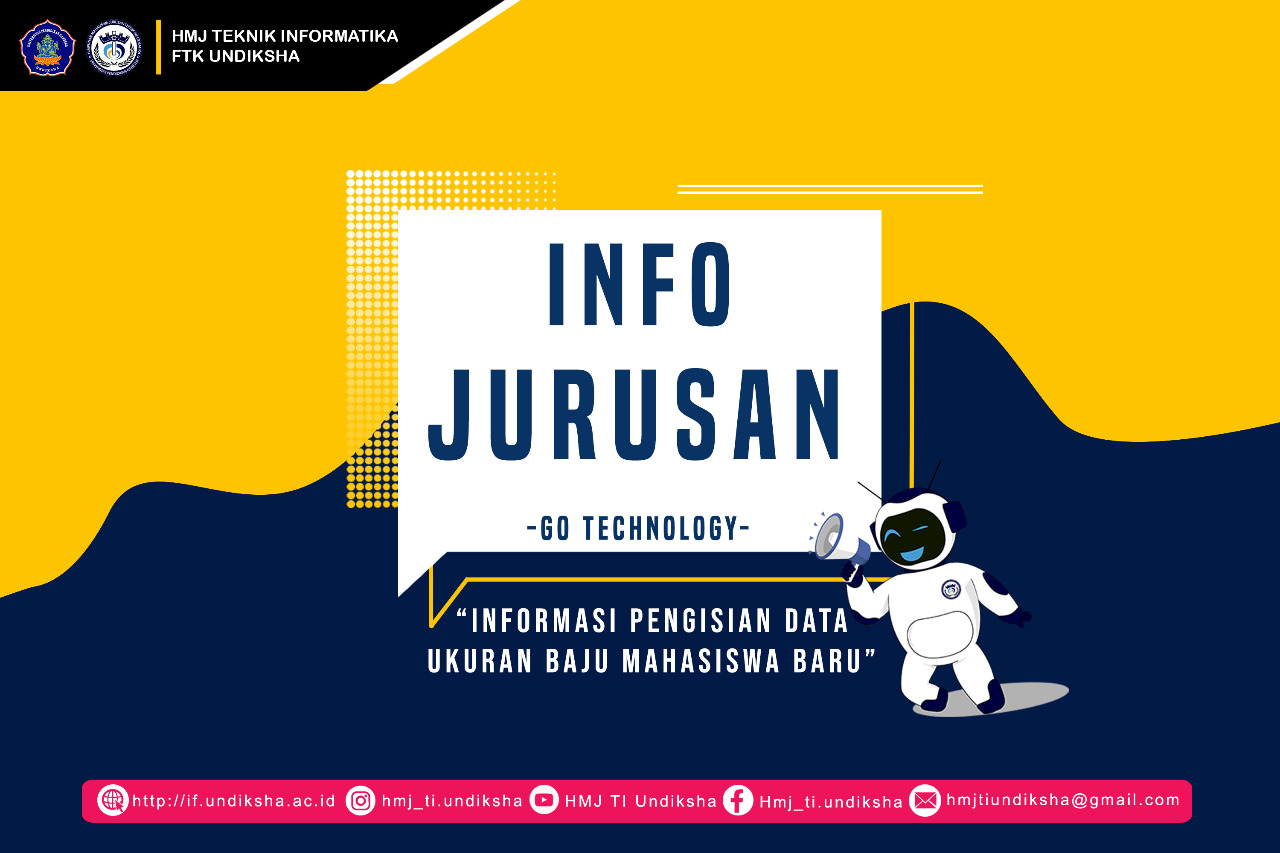 HMJ TEKNIK INFORMATIKA
FTK UNDIKSHA
INFO
JURUSAN
-GO TECHNOLOGY-
“INFORMASI PENGISIAN DATA
UKURAN BAJU MAHASISWA BARU”
http://if.undiksha.ac.id hmj_ti.undiksha HMJ TI Undiksha Hmj_ti.undiksha hmjtiundiksha@gmail.com